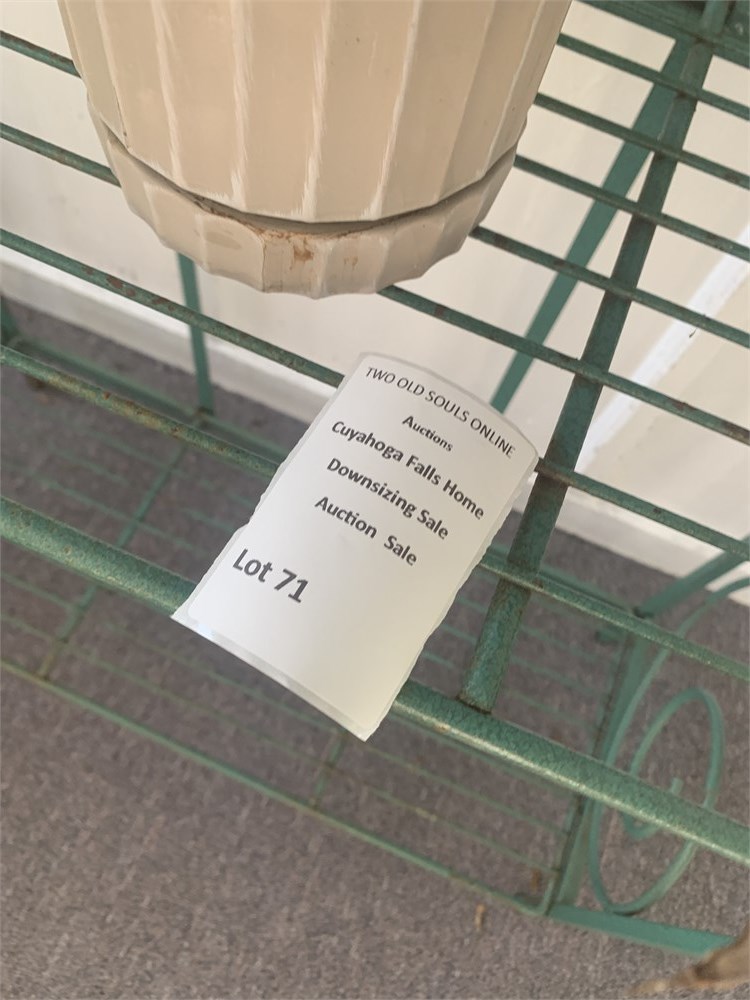 TWO OLD SOULS ONLINE
Auctions
Cuyahoga Falls Home
Downsizing Sale
Auction Sale
Lot 71